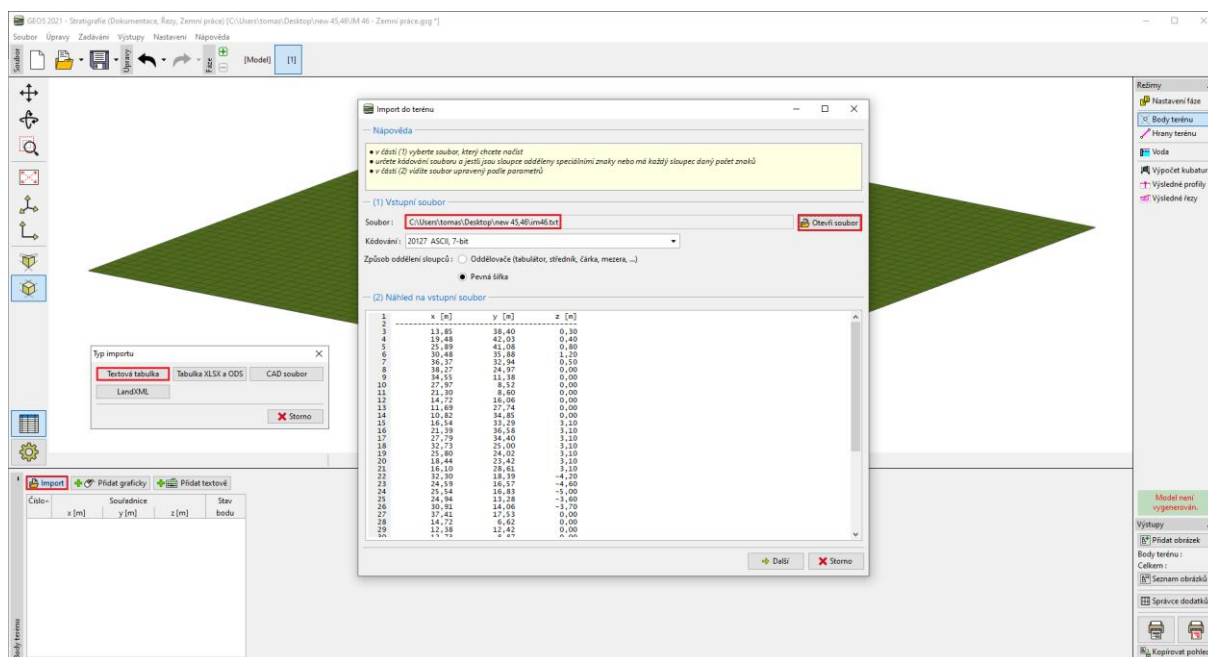 GEO5 2021 - Stratigrafie (Dokumentace, Řezy, Zemní práce) [C:\Users\tomas\Desktop\new 45,46\IM 46 - Zemní práce.gsg *]
Soubor Úpravy Zadávání Výstupy Nastavení Nápověda
Soubor
Úpravy
Fáze
[Model] [1]
Import do terénu
Nápověda
● v části (1) vyberte soubor, který chcete načíst
● určete kódování souboru a jestli jsou sloupce odděleny speciálními znaky nebo má každý sloupec daný počet znaků
● v části (2) vidíte soubor upravený podle parametrů
(1) Vstupní soubor
Soubor : C:\Users\tomas\Desktop\new 45,46\im46.txt Otevři soubor
Kódování : 20127 ASCII, 7-bit
Způsob oddělení sloupců : Oddělovače (tabulátor, středník, čárka, mezera, ...)
Pevná šířka
(2) Náhled na vstupní soubor
1 x [m] y [m] z [m]
2 ----------------------------------------
3 13,85 38,40 0,30
4 19,48 42,03 0,40
5 25,89 41,08 0,80
6 30,48 35,88 1,20
7 36,37 32,94 0,50
8 38,27 24,97 0,00
9 34,55 11,38 0,00
10 27,97 8,52 0,00
11 21,30 8,60 0,00
12 14,72 16,06 0,00
13 11,69 27,74 0,00
14 10,82 34,85 0,00
15 16,54 33,29 3,10
16 21,39 36,58 3,10
17 27,79 34,40 3,10
18 32,73 25,00 3,10
19 25,80 24,02 3,10
20 18,44 23,42 3,10
21 16,10 28,61 3,10
22 32,30 18,39 -4,20
23 24,59 16,57 -4,60
24 25,54 16,83 -5,00
25 24,94 13,28 -3,60
26 30,91 14,06 -3,70
27 37,41 17,53 0,00
28 14,72 6,62 0,00
29 12,38 12,42 0,00
30 12,73 8,87 0,00
Další Storno
Typ importu
Textová tabulka Tabulka XLSX a ODS CAD soubor
LandXML
Storno
Import Přidat graficky Přidat textově
Číslo Souřadnice Stav
x [m] y [m] z [m] bodu
Body terénu
Režimy
Nastavení fáze
Body terénu
Hrany terénu
Voda
Výpočet kubatur
Výsledné profily
Výsledné řezy
Model není
vygenerován.
Výstupy
Přidat obrázek
Body terénu :
Celkem :
Seznam obrázků
Správce dodatků
Kopírovat pohled